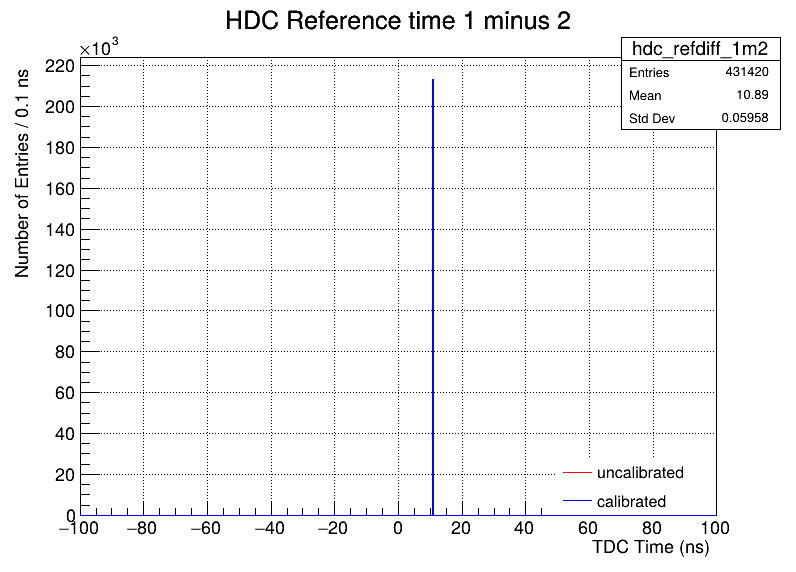 HDC Reference time 1 minus 2
×10³
hdc_refdiff_1m2
Entries 431420
Mean 10.89
Std Dev 0.05958
Number of Entries / 0.1 ns
220
200
180
160
140
120
100
80
60
40
20
0
uncalibrated
calibrated
−100 −80 −60 −40 −20 0 20 40 60 80 100
TDC Time (ns)